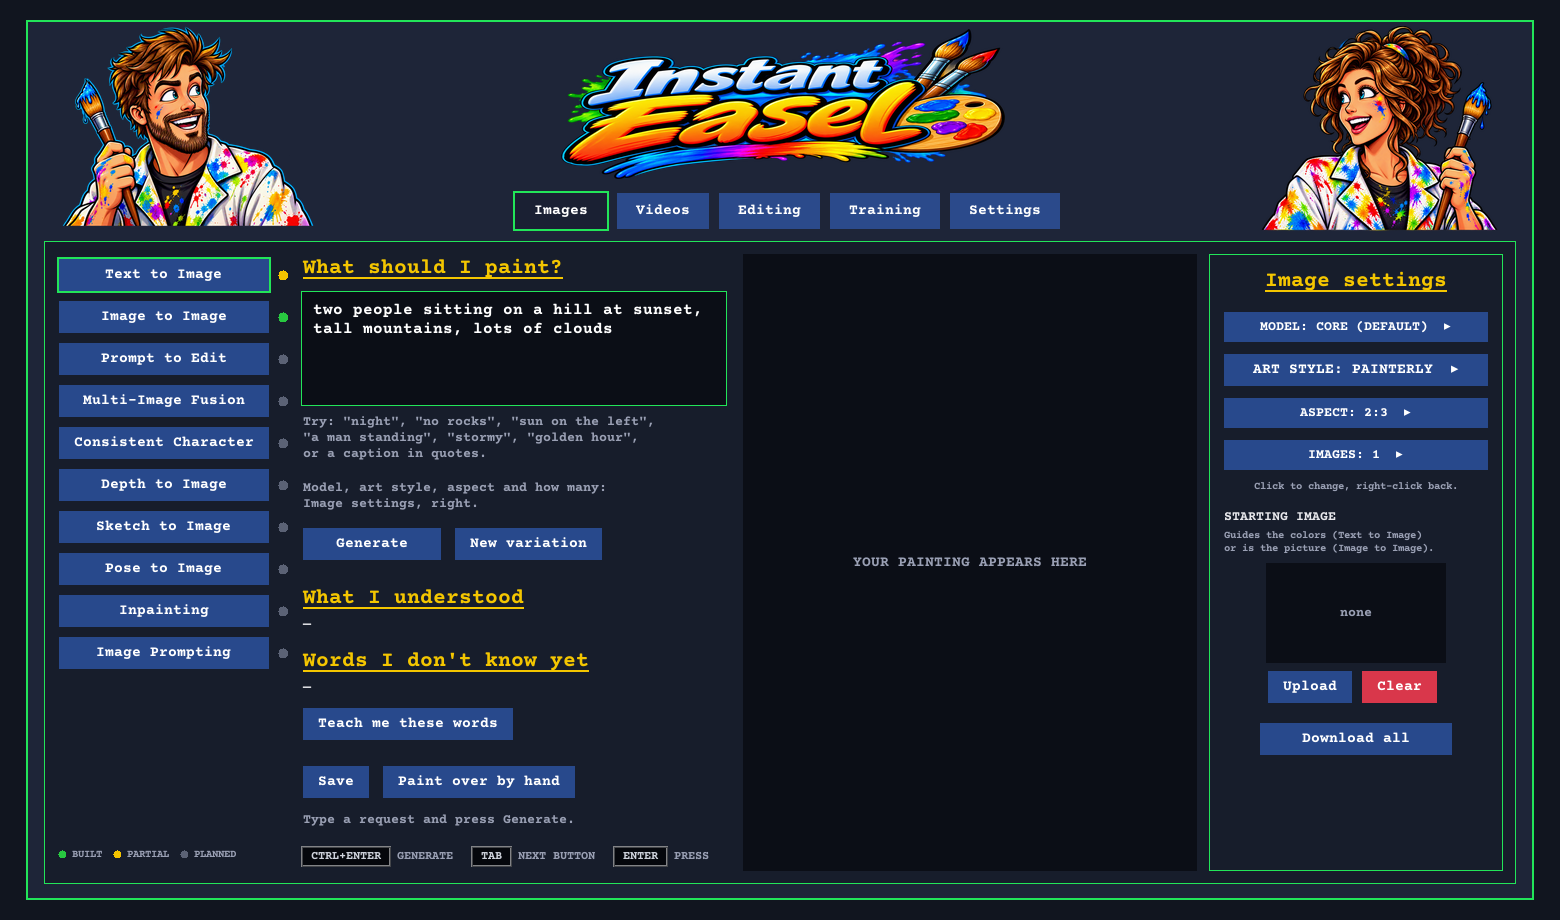 Instant
Easel
Images
Videos
Editing
Training
Settings
Text to Image
Image to Image
Prompt to Edit
Multi-Image Fusion
Consistent Character
Depth to Image
Sketch to Image
Pose to Image
Inpainting
Image Prompting
BUILT
PARTIAL
PLANNED
What should I paint?
two people sitting on a hill at sunset,
tall mountains, lots of clouds
Try: "night", "no rocks", "sun on the left",
"a man standing", "stormy", "golden hour",
or a caption in quotes.
Model, art style, aspect and how many:
Image settings, right.
Generate
New variation
What I understood
—
Words I don't know yet
—
Teach me these words
Save
Paint over by hand
Type a request and press Generate.
CTRL+ENTER GENERATE
TAB NEXT BUTTON
ENTER PRESS
YOUR PAINTING APPEARS HERE
Image settings
MODEL: CORE (DEFAULT) ►
ART STYLE: PAINTERLY ►
ASPECT: 2:3 ►
IMAGES: 1 ►
Click to change, right-click back.
STARTING IMAGE
Guides the colors (Text to Image)
or is the picture (Image to Image).
none
Upload
Clear
Download all